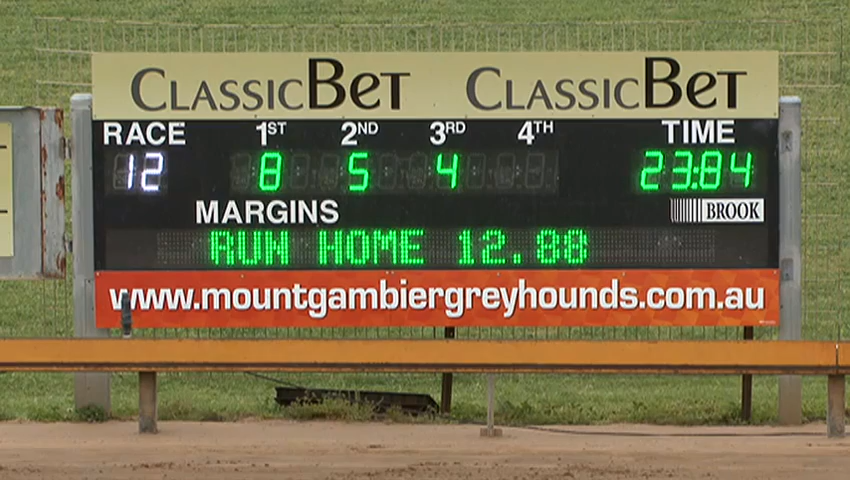 CLASSICBET CLASSICBET
RACE 1ST 2ND 3RD 4TH TIME
12 8 5 4 23:84
MARGINS BROOK
RUN HOME 12.88
www.mountgambiergreyhounds.com.au